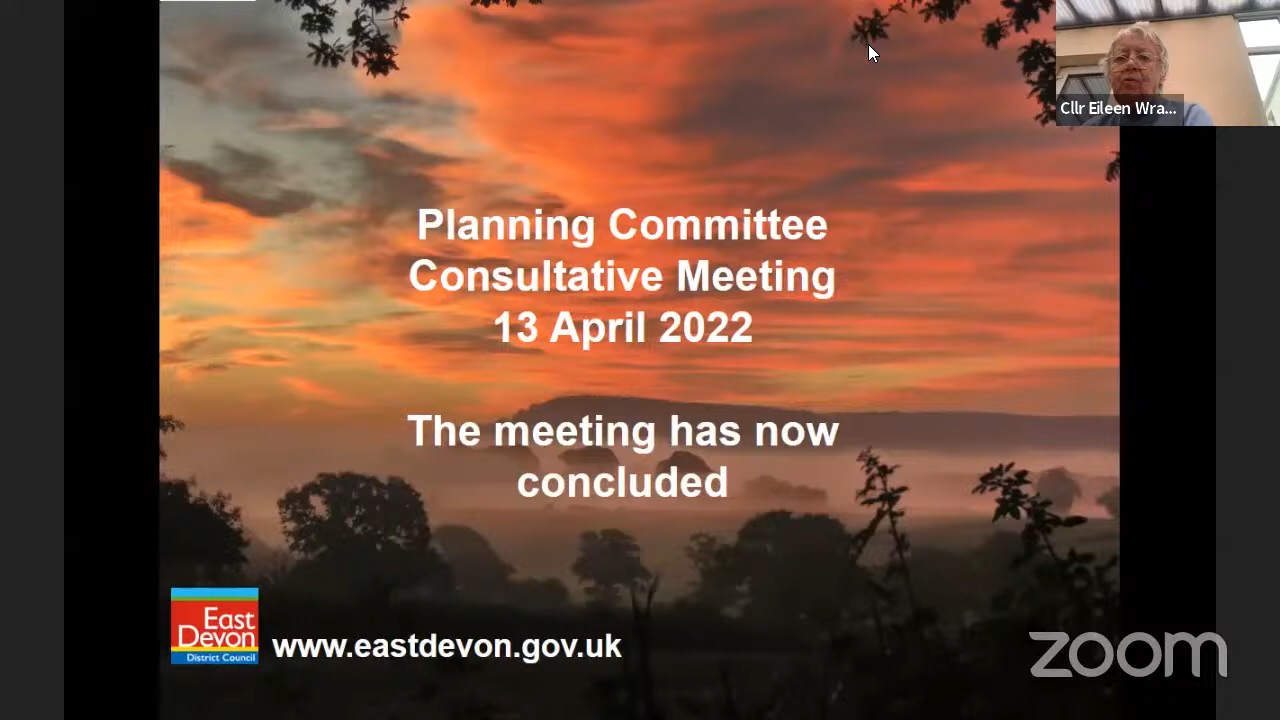 Cllr Eileen Wra...
Planning Committee
Consultative Meeting
13 April 2022
The meeting has now
concluded
East
Devon
District Council
www.eastdevon.gov.uk
zoom